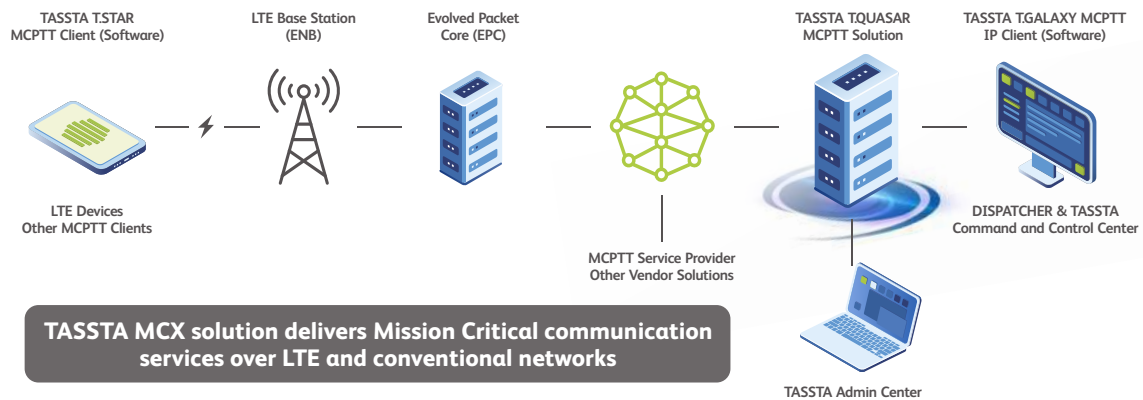 TASSTA T.STAR
MCPTT Client (Software)
LTE Base Station
(ENB)
Evolved Packet
Core (EPC)
TASSTA T.QUASAR
MCPTT Solution
TASSTA T.GALAXY MCPTT
IP Client (Software)
LTE Devices
Other MCPTT Clients
MCPTT Service Provider
Other Vendor Solutions
DISPATCHER & TASSTA
Command and Control Center
TASSTA MCX solution delivers Mission Critical communication
services over LTE and conventional networks
TASSTA Admin Center